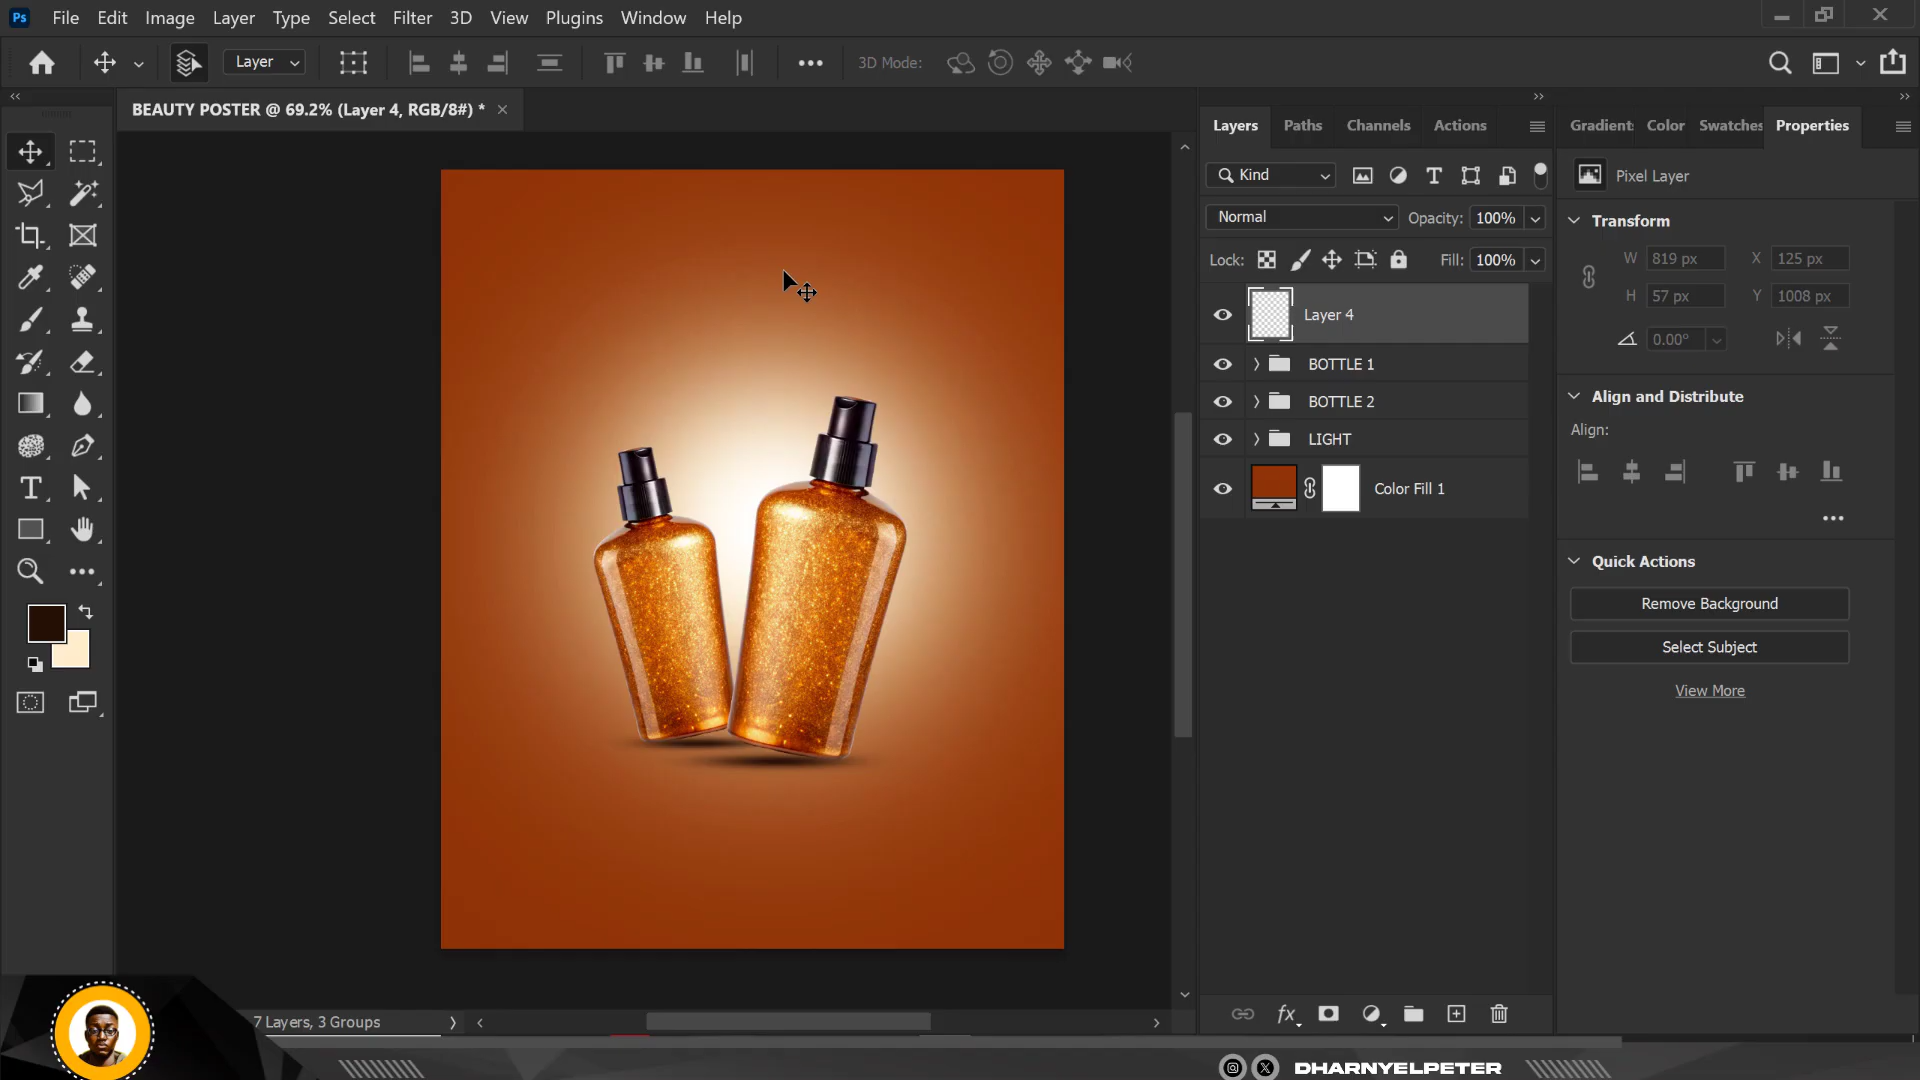 Ps File Edit Image Layer Type Select Filter 3D View Plugins Window Help
Layer 3D Mode:
BEAUTY POSTER @ 69.2% (Layer 4, RGB/8#) *
Layers Paths Channels Actions
Gradient Color Swatches Properties
Kind
Pixel Layer
Normal Opacity: 100%
Transform
Lock: Fill: 100%
W 819 px X 125 px
H 57 px Y 1008 px
0.00°
Layer 4
BOTTLE 1
BOTTLE 2
LIGHT
Color Fill 1
Align and Distribute
Align:
Quick Actions
Remove Background
Select Subject
View More
T
fx
7 Layers, 3 Groups
DHARNYELPETER